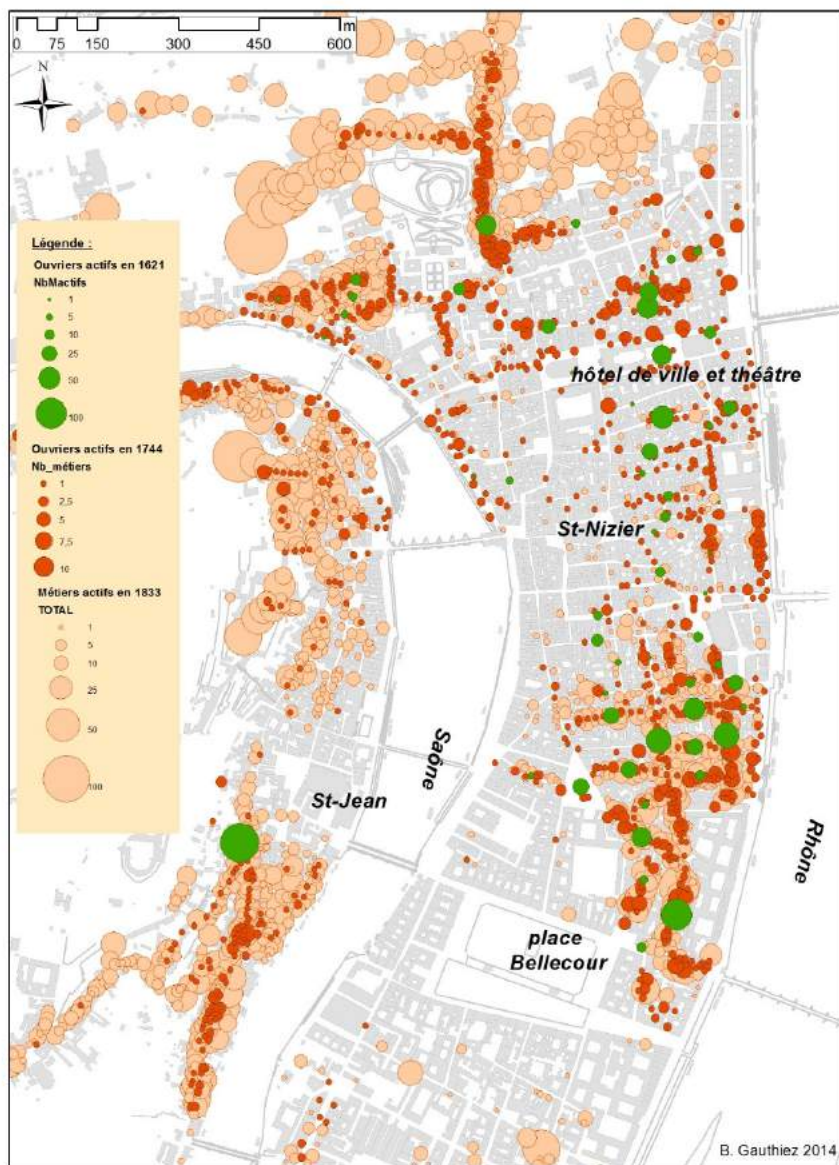 0 75 150 300 450 600
m
N
Légende :
Ouvriers actifs en 1621
NbMactifs
1
5
10
25
50
100
Ouvriers actifs en 1744
Nb_métiers
1
2,5
5
7,5
10
Métiers actifs en 1833
TOTAL
1
5
10
25
50
100
hôtel de ville et théâtre
St-Nizier
Saône
St-Jean
Rhône
place
Bellecour
B. Gauthiez 2014